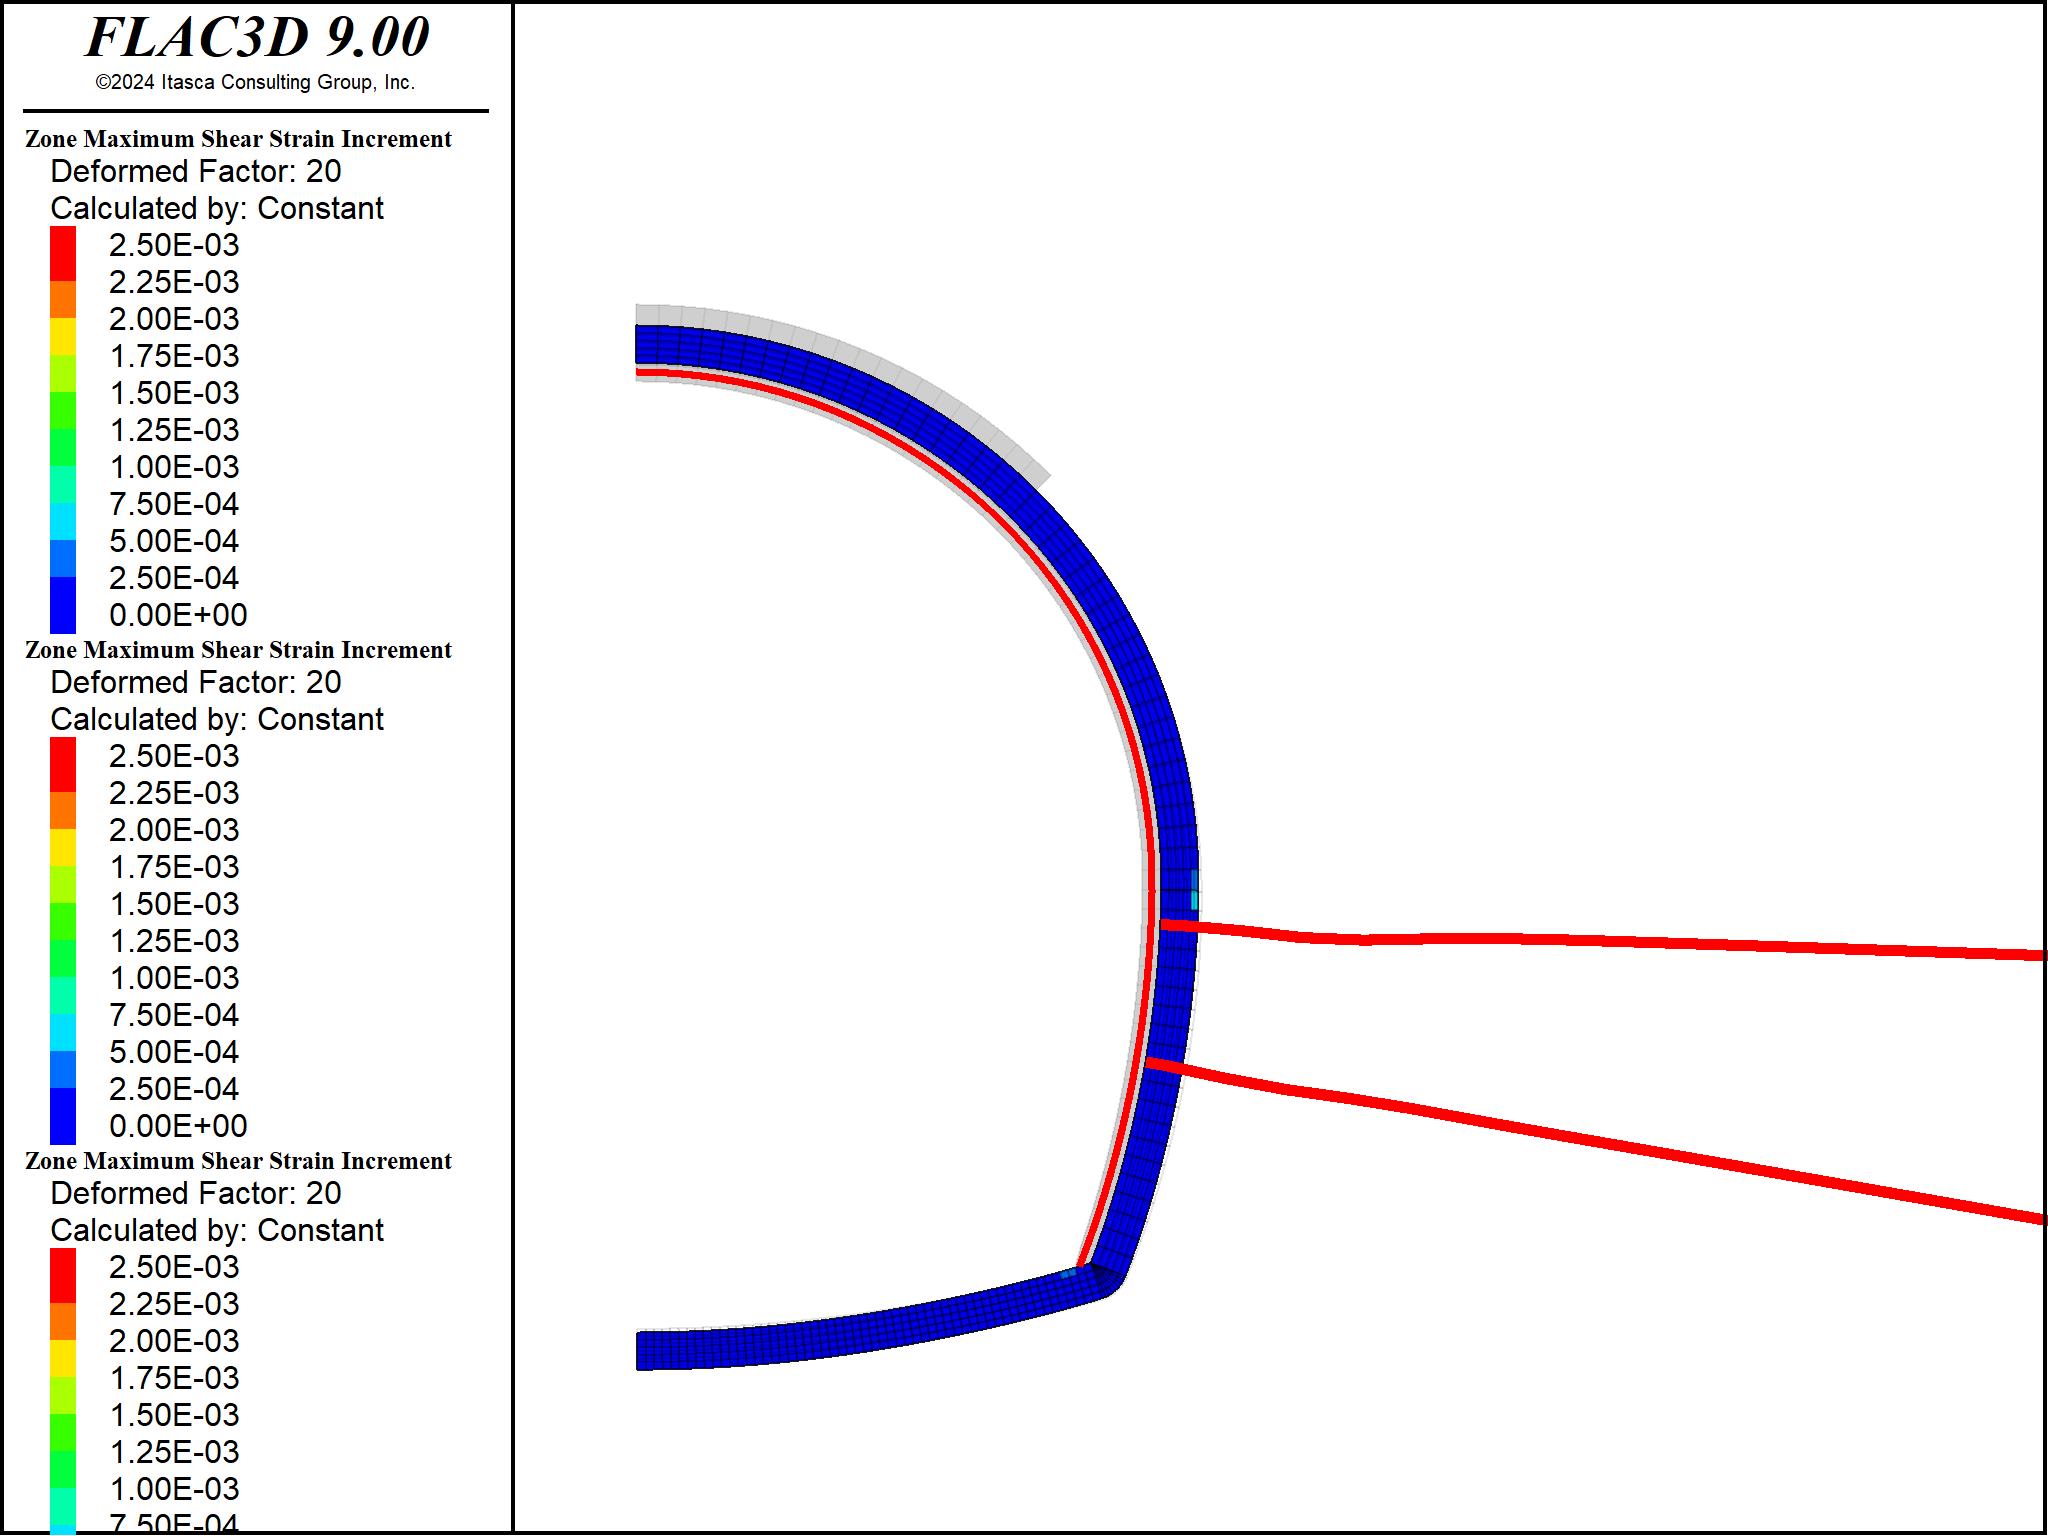 FLAC3D 9.00
©2024 Itasca Consulting Group, Inc.
Zone Maximum Shear Strain Increment
Deformed Factor: 20
Calculated by: Constant
2.50E-03
2.25E-03
2.00E-03
1.75E-03
1.50E-03
1.25E-03
1.00E-03
7.50E-04
5.00E-04
2.50E-04
0.00E+00
Zone Maximum Shear Strain Increment
Deformed Factor: 20
Calculated by: Constant
2.50E-03
2.25E-03
2.00E-03
1.75E-03
1.50E-03
1.25E-03
1.00E-03
7.50E-04
5.00E-04
2.50E-04
0.00E+00
Zone Maximum Shear Strain Increment
Deformed Factor: 20
Calculated by: Constant
2.50E-03
2.25E-03
2.00E-03
1.75E-03
1.50E-03
1.25E-03
1.00E-03
7.50E-04